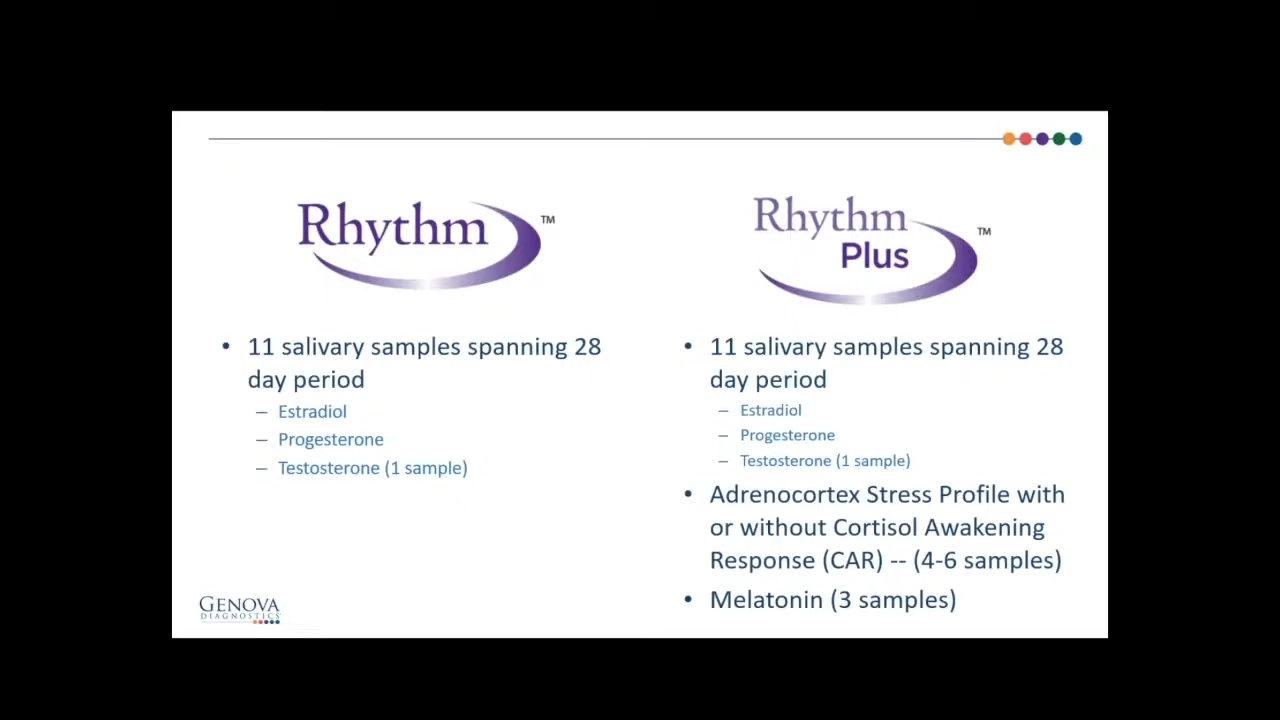 Rhythm™
• 11 salivary samples spanning 28
day period
– Estradiol
– Progesterone
– Testosterone (1 sample)
Rhythm
Plus™
• 11 salivary samples spanning 28
day period
– Estradiol
– Progesterone
– Testosterone (1 sample)
• Adrenocortex Stress Profile with
or without Cortisol Awakening
Response (CAR) -- (4-6 samples)
• Melatonin (3 samples)
GENOVA
DIAGNOSTICS